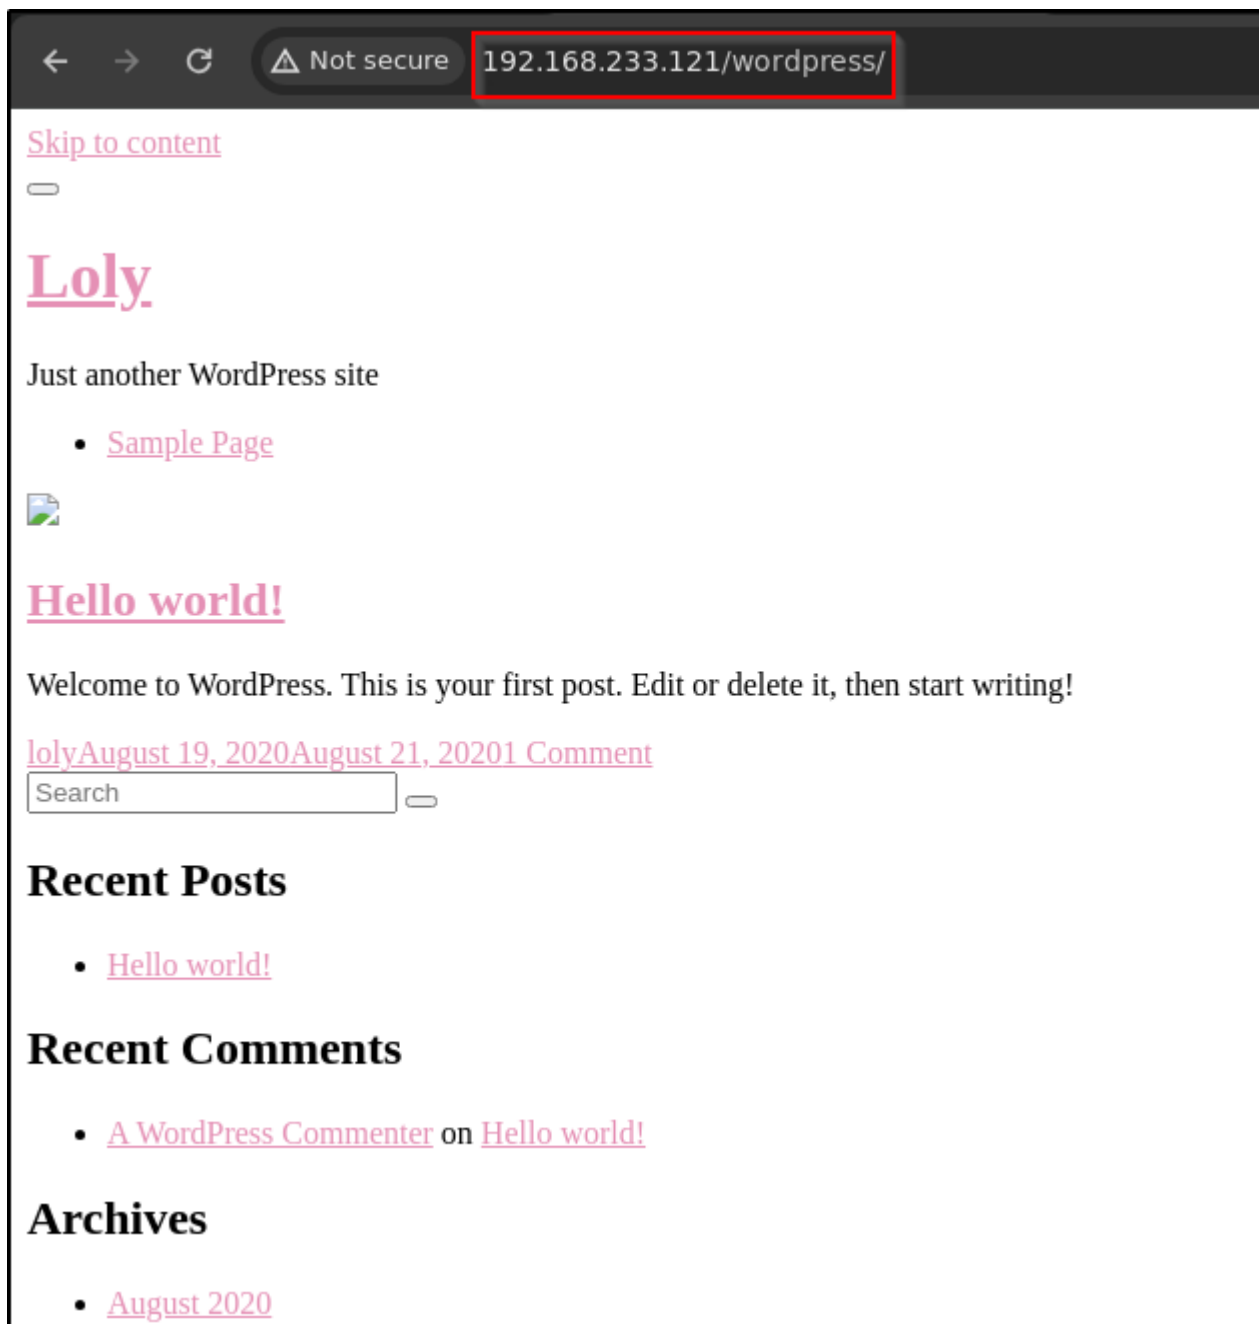 Not secure 192.168.233.121/wordpress/
Skip to content
Loly
Just another WordPress site
Sample Page
Hello world!
Welcome to WordPress. This is your first post. Edit or delete it, then start writing!
lolyAugust 19, 2020August 21, 20201 Comment
Search
Recent Posts
Hello world!
Recent Comments
A WordPress Commenter on Hello world!
Archives
August 2020